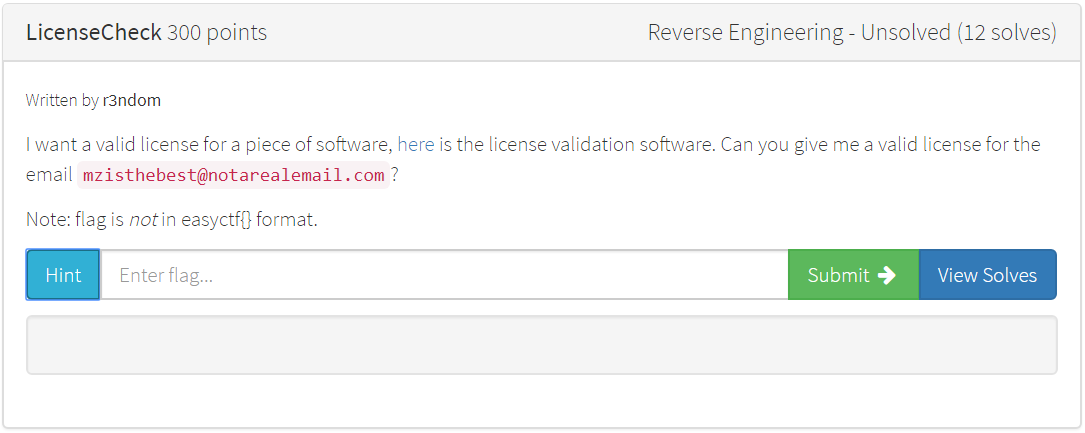 LicenseCheck 300 points Reverse Engineering - Unsolved (12 solves)
Written by r3ndom
I want a valid license for a piece of software, here is the license validation software. Can you give me a valid license for the
email mzisthebest@notarealemail.com?
Note: flag is not in easyctf{} format.
Hint Enter flag... Submit View Solves